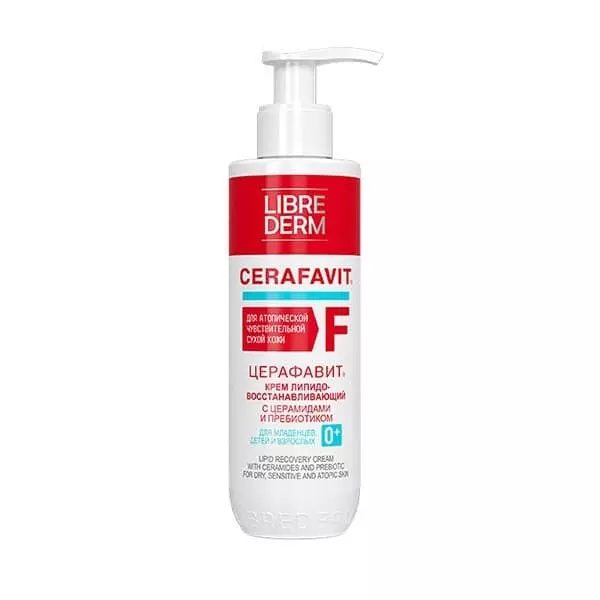 LIBRE
DERM
CERAFAVIT®
ДЛЯ АТОПИЧЕСКОЙ
ЧУВСТВИТЕЛЬНОЙ
СУХОЙ КОЖИ
F
ЦЕРАФАВИТ®
КРЕМ ЛИПИДО-
ВОССТАНАВЛИВАЮЩИЙ
С ЦЕРАМИДАМИ
И ПРЕБИОТИКОМ
ДЛЯ МЛАДЕНЦЕВ,
ДЕТЕЙ И ВЗРОСЛЫХ
0+
LIPID RECOVERY CREAM
WITH CERAMIDES AND PREBIOTIC
FOR DRY, SENSITIVE AND ATOPIC SKIN